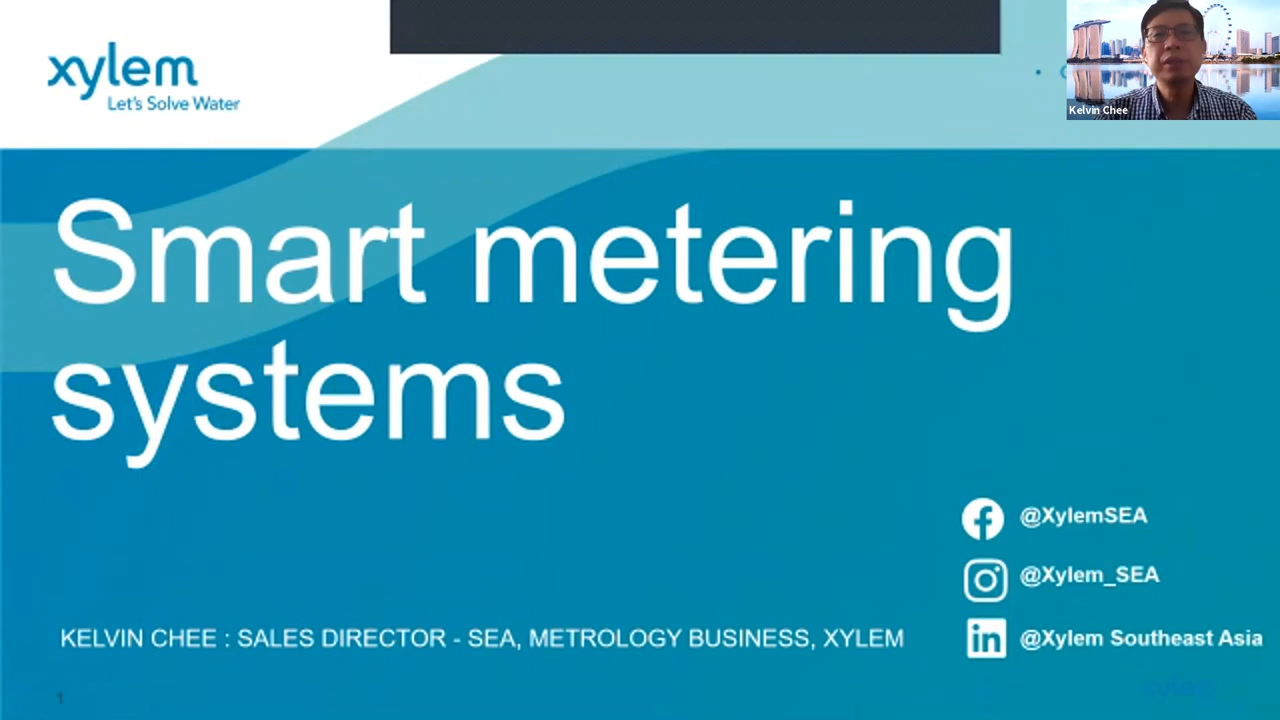 xylem
Let's Solve Water
Kelvin Chee
Smart metering
systems
@XylemSEA
@Xylem_SEA
KELVIN CHEE : SALES DIRECTOR - SEA, METROLOGY BUSINESS, XYLEM
@Xylem Southeast Asia
1
xylem